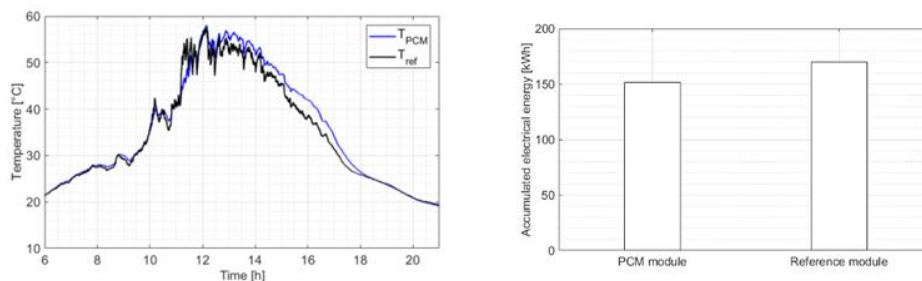 60
50
40
30
20
10
Temperature [°C]
T_PCM
T_ref
6 8 10 12 14 16 18 20
Time [h]
200
150
100
50
0
Accumulated electrical energy [kWh]
PCM module Reference module